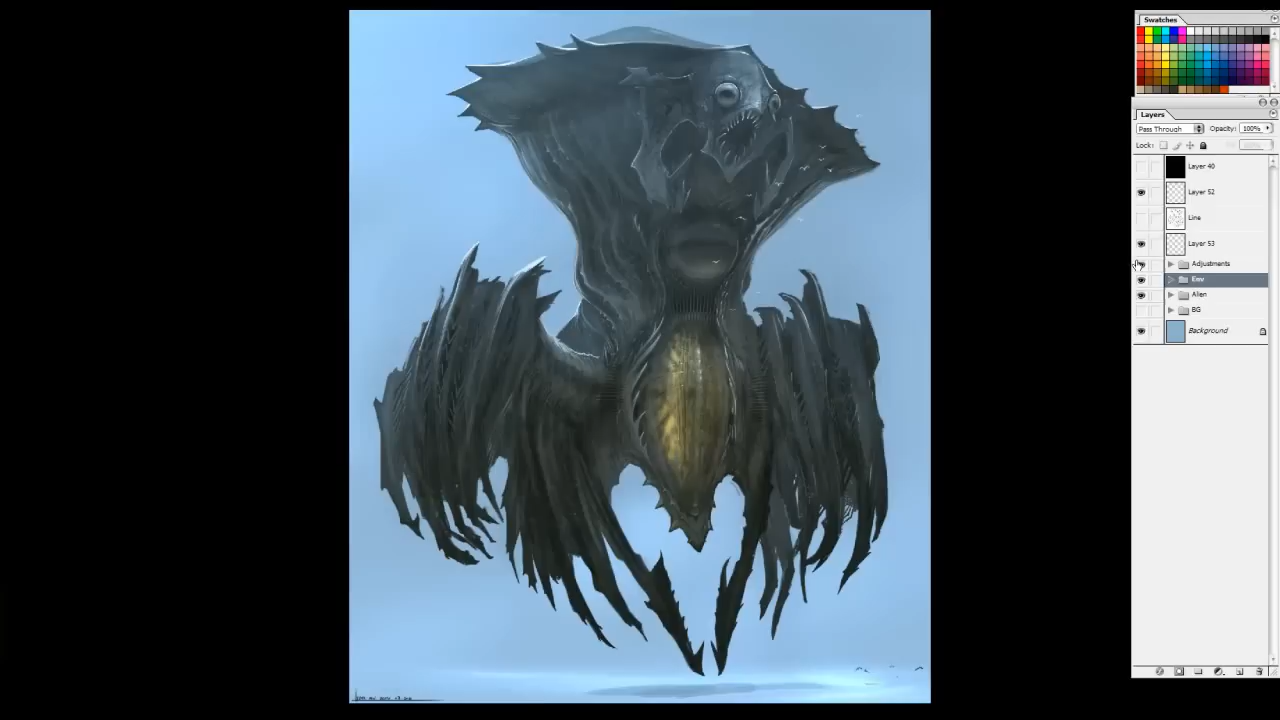 Swatches
Layers
Pass Through Opacity: 100%
Lock:
Layer 40
Layer 52
Line
Layer 53
Adjustments
Env
Alien
BG
Background